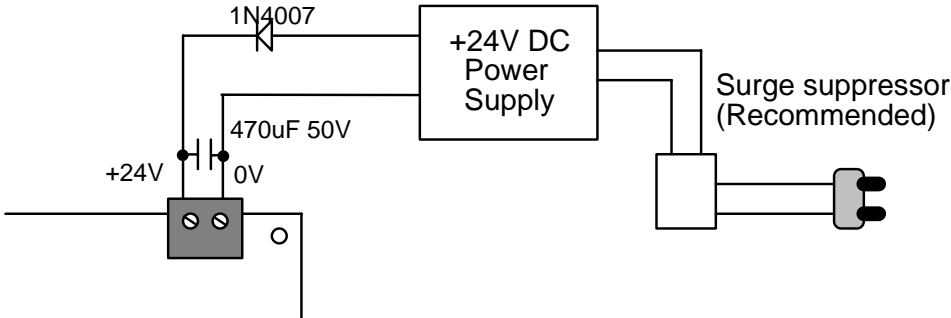 1N4007
+24V DC
Power
Supply
Surge suppressor
(Recommended)
470uF 50V
+24V
0V